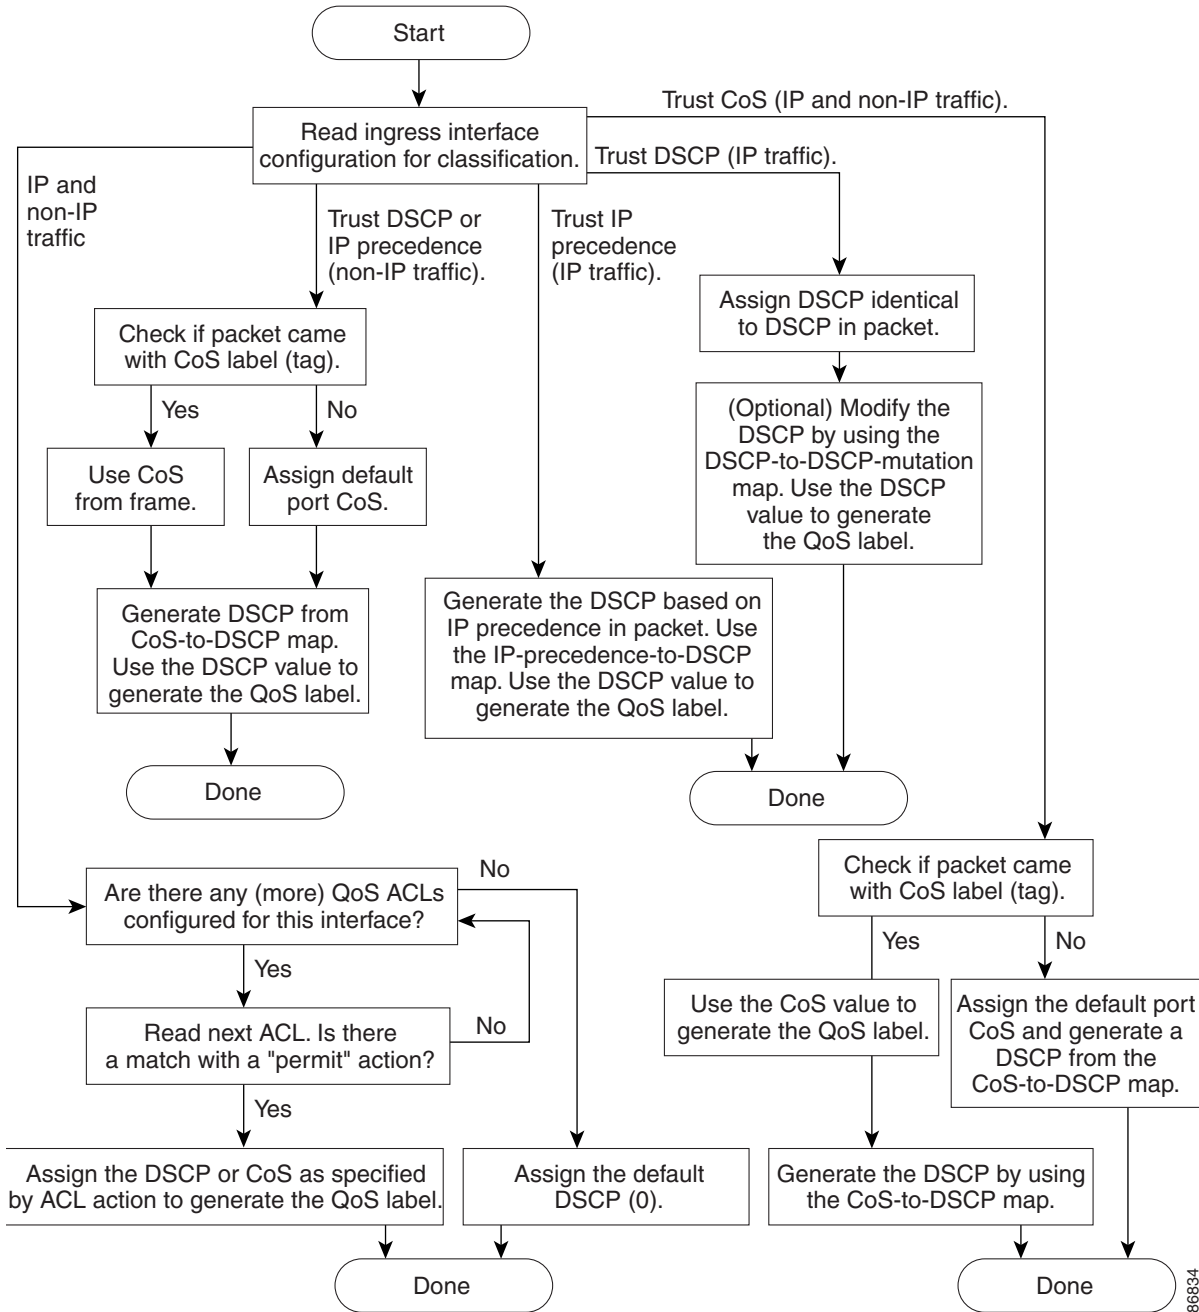 Start
Read ingress interface
configuration for classification.
Trust CoS (IP and non-IP traffic).
Trust DSCP (IP traffic).
IP and
non-IP
traffic
Trust DSCP or
IP precedence
(non-IP traffic).
Trust IP
precedence
(IP traffic).
Assign DSCP identical
to DSCP in packet.
Check if packet came
with CoS label (tag).
Yes
No
(Optional) Modify the
DSCP by using the
DSCP-to-DSCP-mutation
map. Use the DSCP
value to generate
the QoS label.
Use CoS
from frame.
Assign default
port CoS.
Generate DSCP from
CoS-to-DSCP map.
Use the DSCP value to
generate the QoS label.
Generate the DSCP based on
IP precedence in packet. Use
the IP-precedence-to-DSCP
map. Use the DSCP value to
generate the QoS label.
Done
Done
Are there any (more) QoS ACLs
configured for this interface?
No
Yes
Read next ACL. Is there
a match with a "permit" action?
No
Yes
Assign the DSCP or CoS as specified
by ACL action to generate the QoS label.
Assign the default
DSCP (0).
Done
Check if packet came
with CoS label (tag).
Yes
No
Use the CoS value to
generate the QoS label.
Assign the default port
CoS and generate a
DSCP from the
CoS-to-DSCP map.
Generate the DSCP by using
the CoS-to-DSCP map.
Done
86834